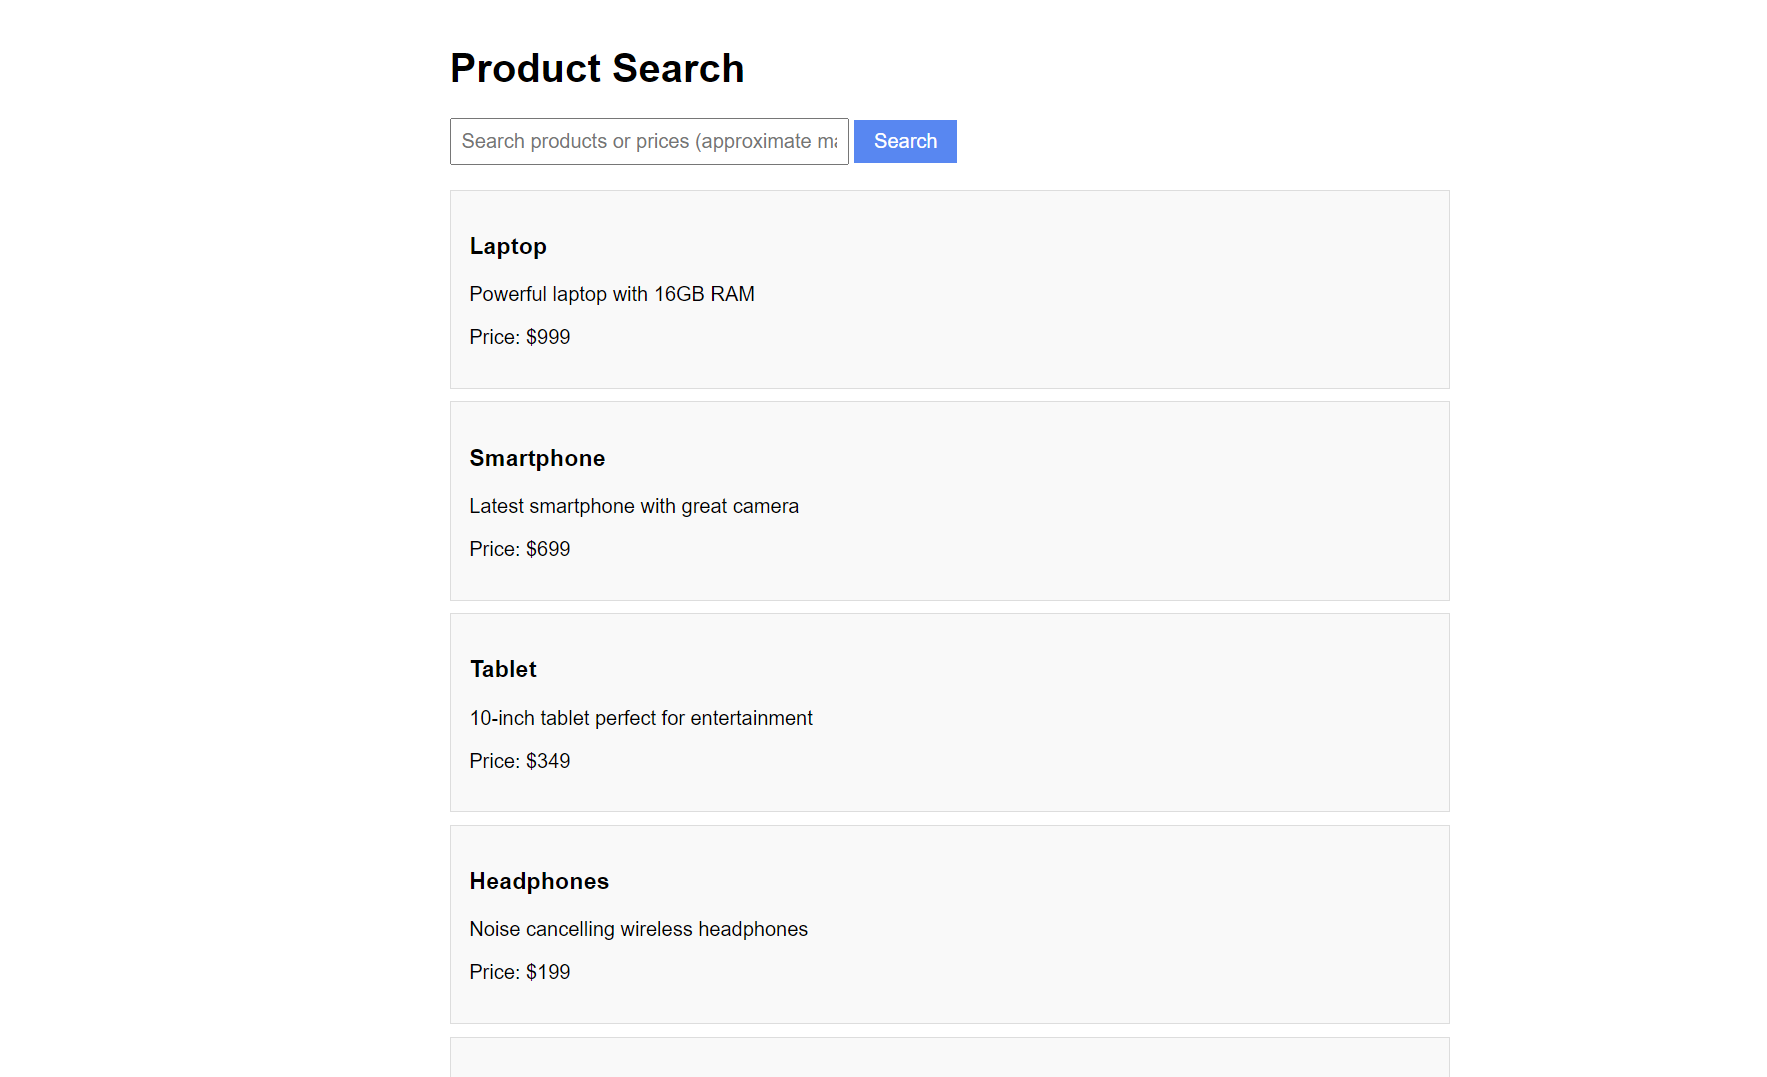 Product Search
Search products or prices (approximate ma
Search
Laptop
Powerful laptop with 16GB RAM
Price: $999
Smartphone
Latest smartphone with great camera
Price: $699
Tablet
10-inch tablet perfect for entertainment
Price: $349
Headphones
Noise cancelling wireless headphones
Price: $199